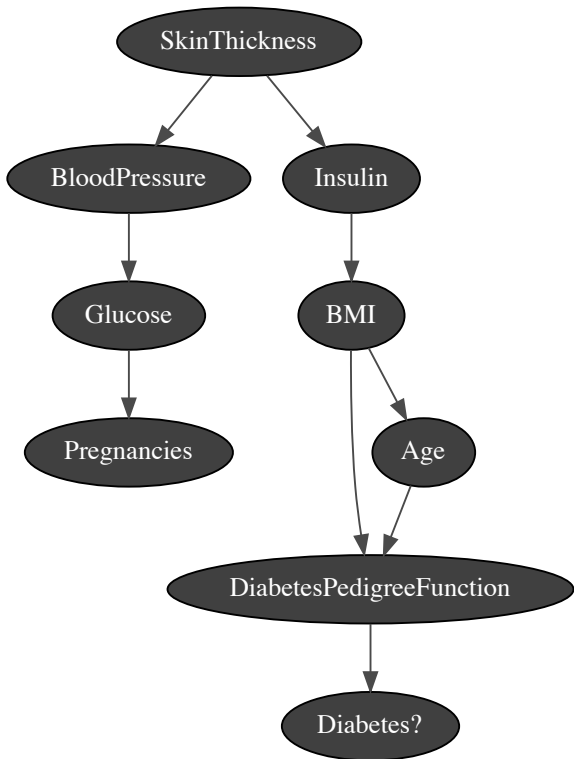 SkinThickness
BloodPressure
Insulin
Glucose
BMI
Pregnancies
Age
DiabetesPedigreeFunction
Diabetes?